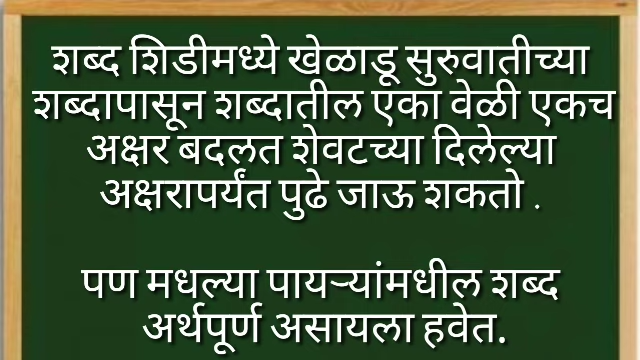 शब्द शिडीमध्ये खेळाडू सुरुवातीच्या
शब्दापासून शब्दातील एका वेळी एकच
अक्षर बदलत शेवटच्या दिलेल्या
अक्षरापर्यंत पुढे जाऊ शकतो .
पण मधल्या पायऱ्यांमधील शब्द
अर्थपूर्ण असायला हवेत.